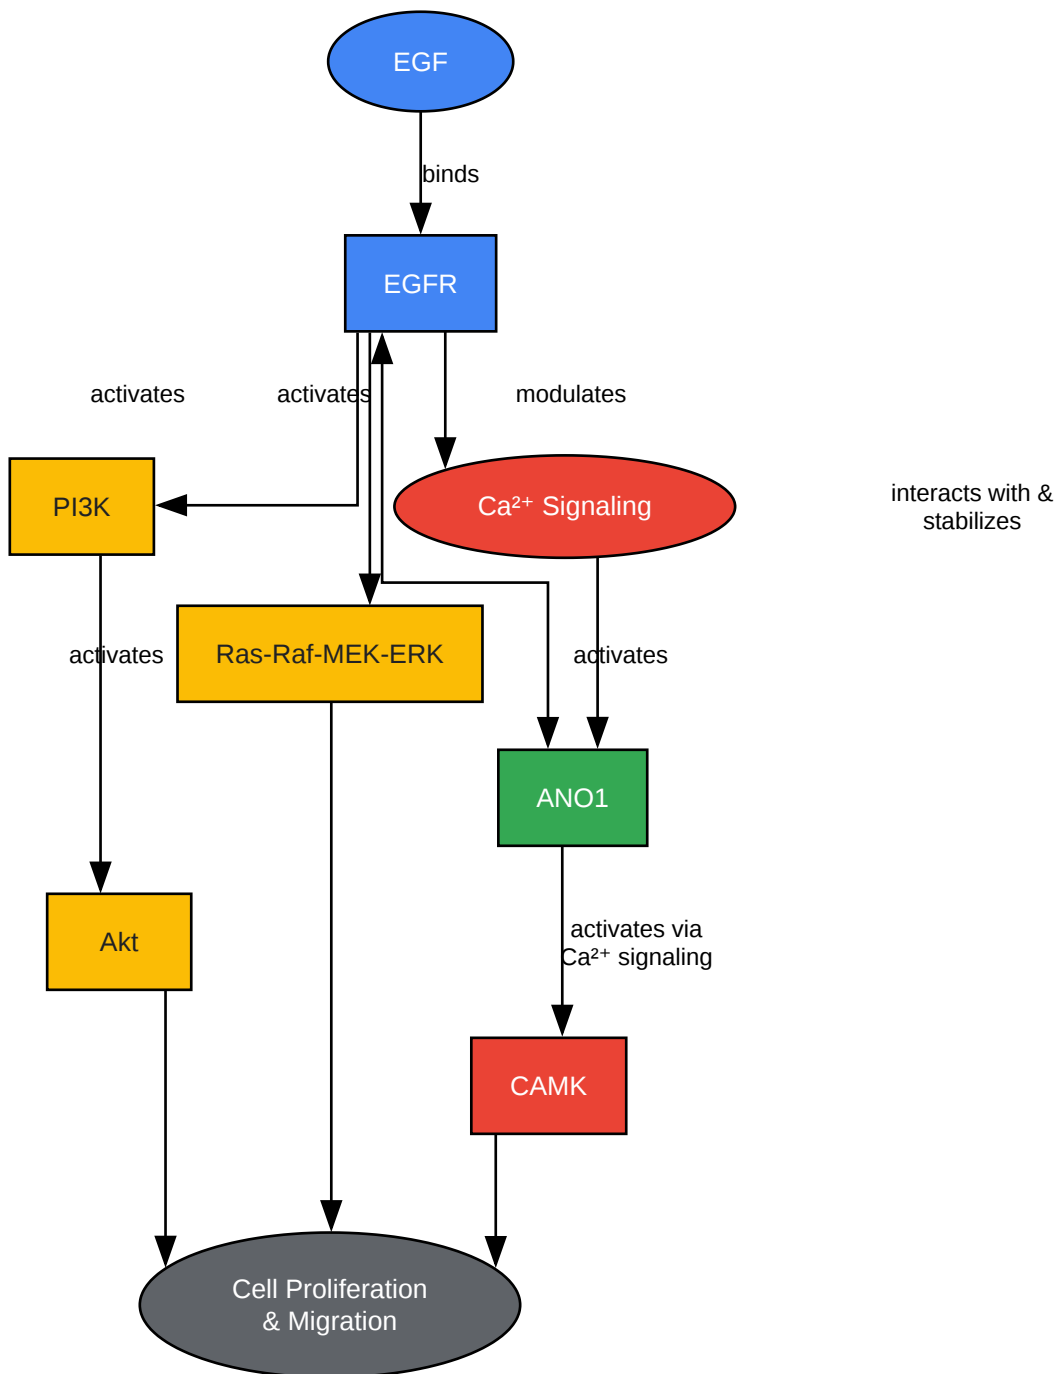 EGF
binds
EGFR
activates
activates
modulates
PI3K
Ca²⁺ Signaling
interacts with &
stabilizes
activates
Ras-Raf-MEK-ERK
activates
ANO1
activates via
Ca²⁺ signaling
Akt
CAMK
Cell Proliferation
& Migration